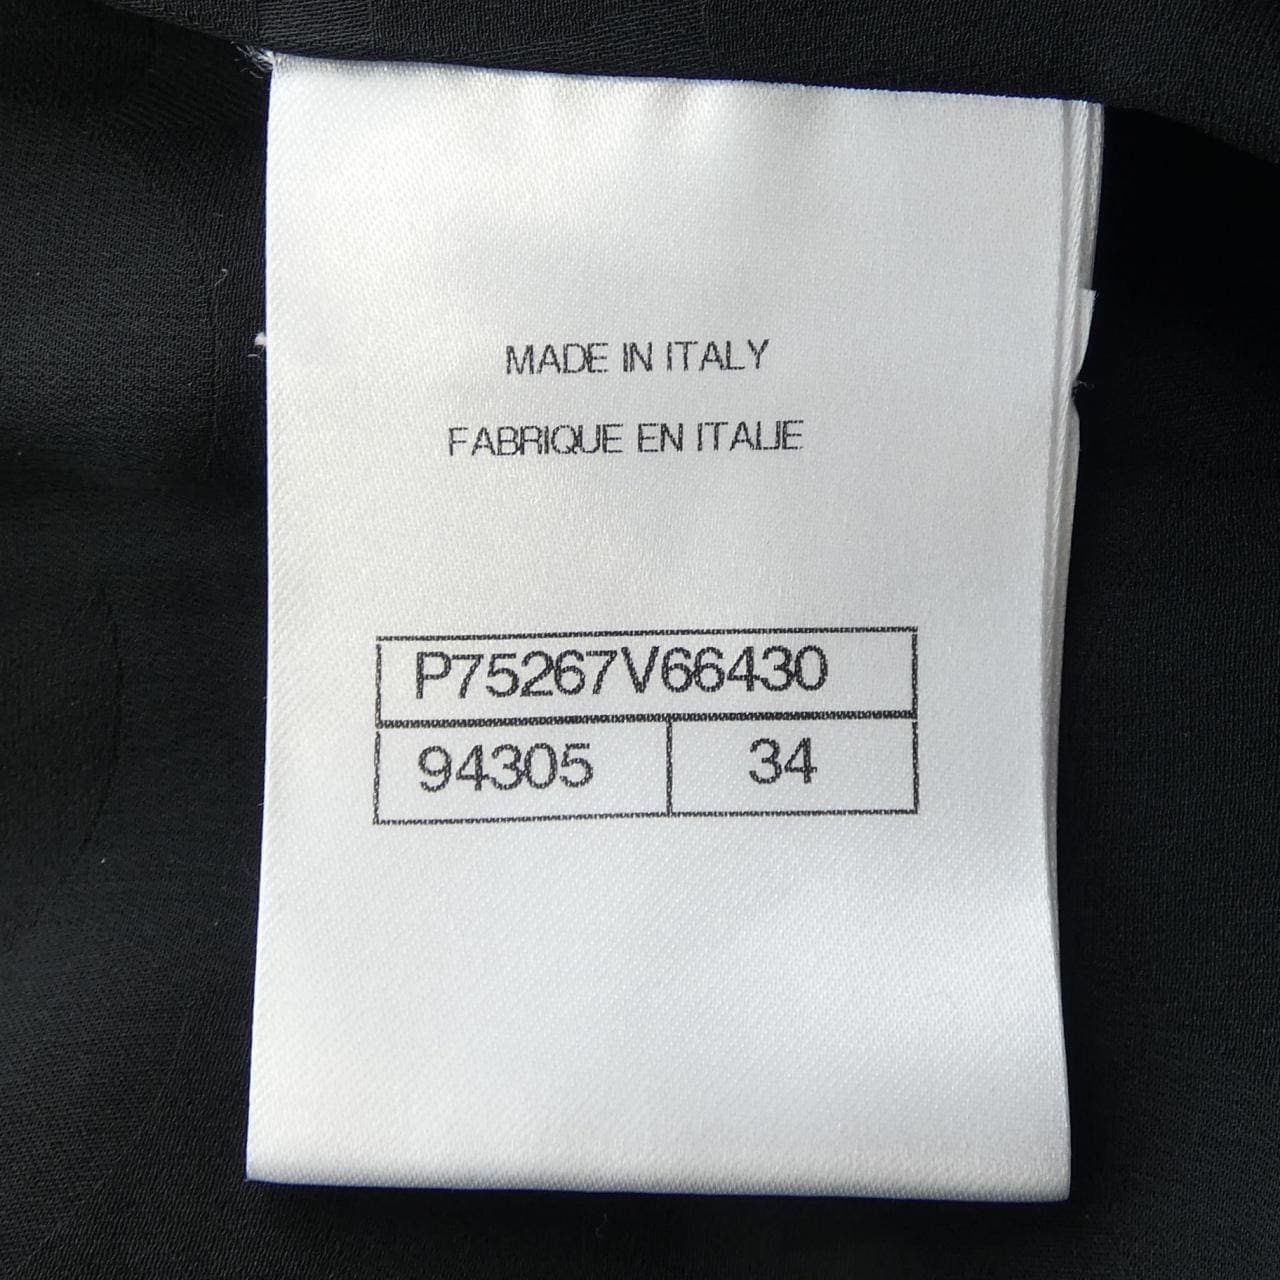 MADE IN ITALY
FABRIQUE EN ITALIE
P75267V66430
94305 34